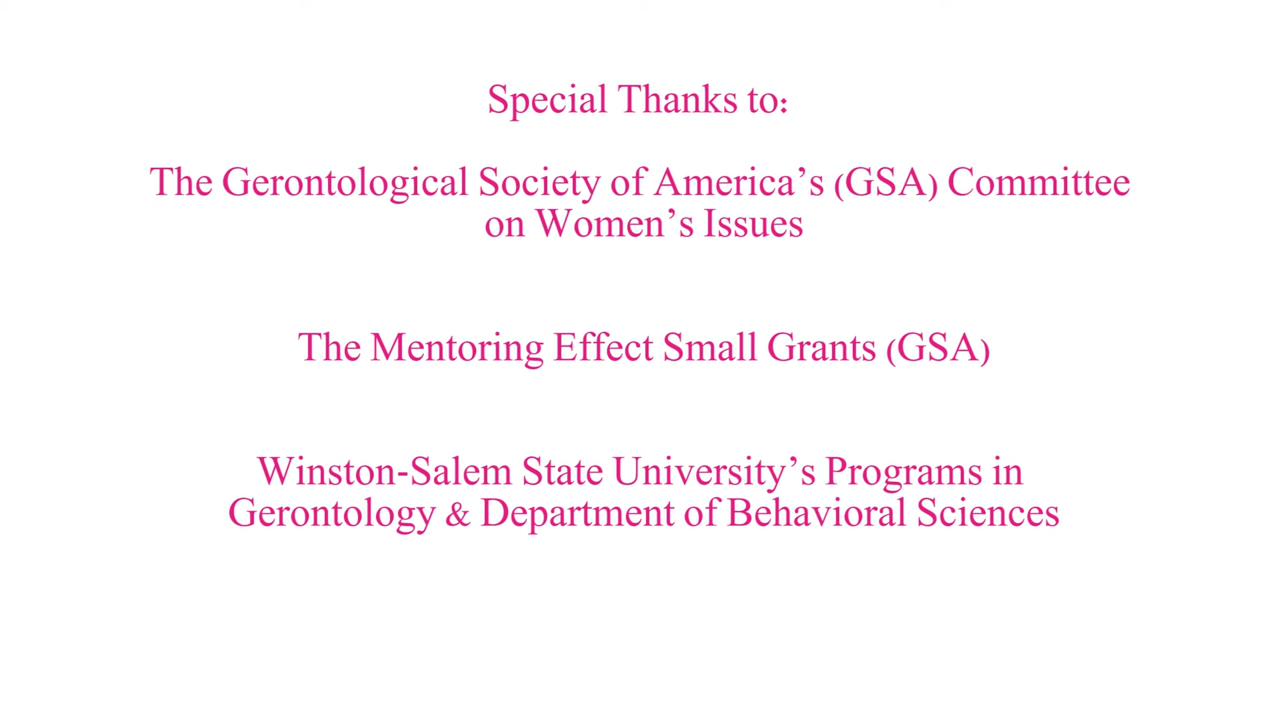 Special Thanks to:
The Gerontological Society of America’s (GSA) Committee
on Women’s Issues
The Mentoring Effect Small Grants (GSA)
Winston-Salem State University’s Programs in
Gerontology & Department of Behavioral Sciences